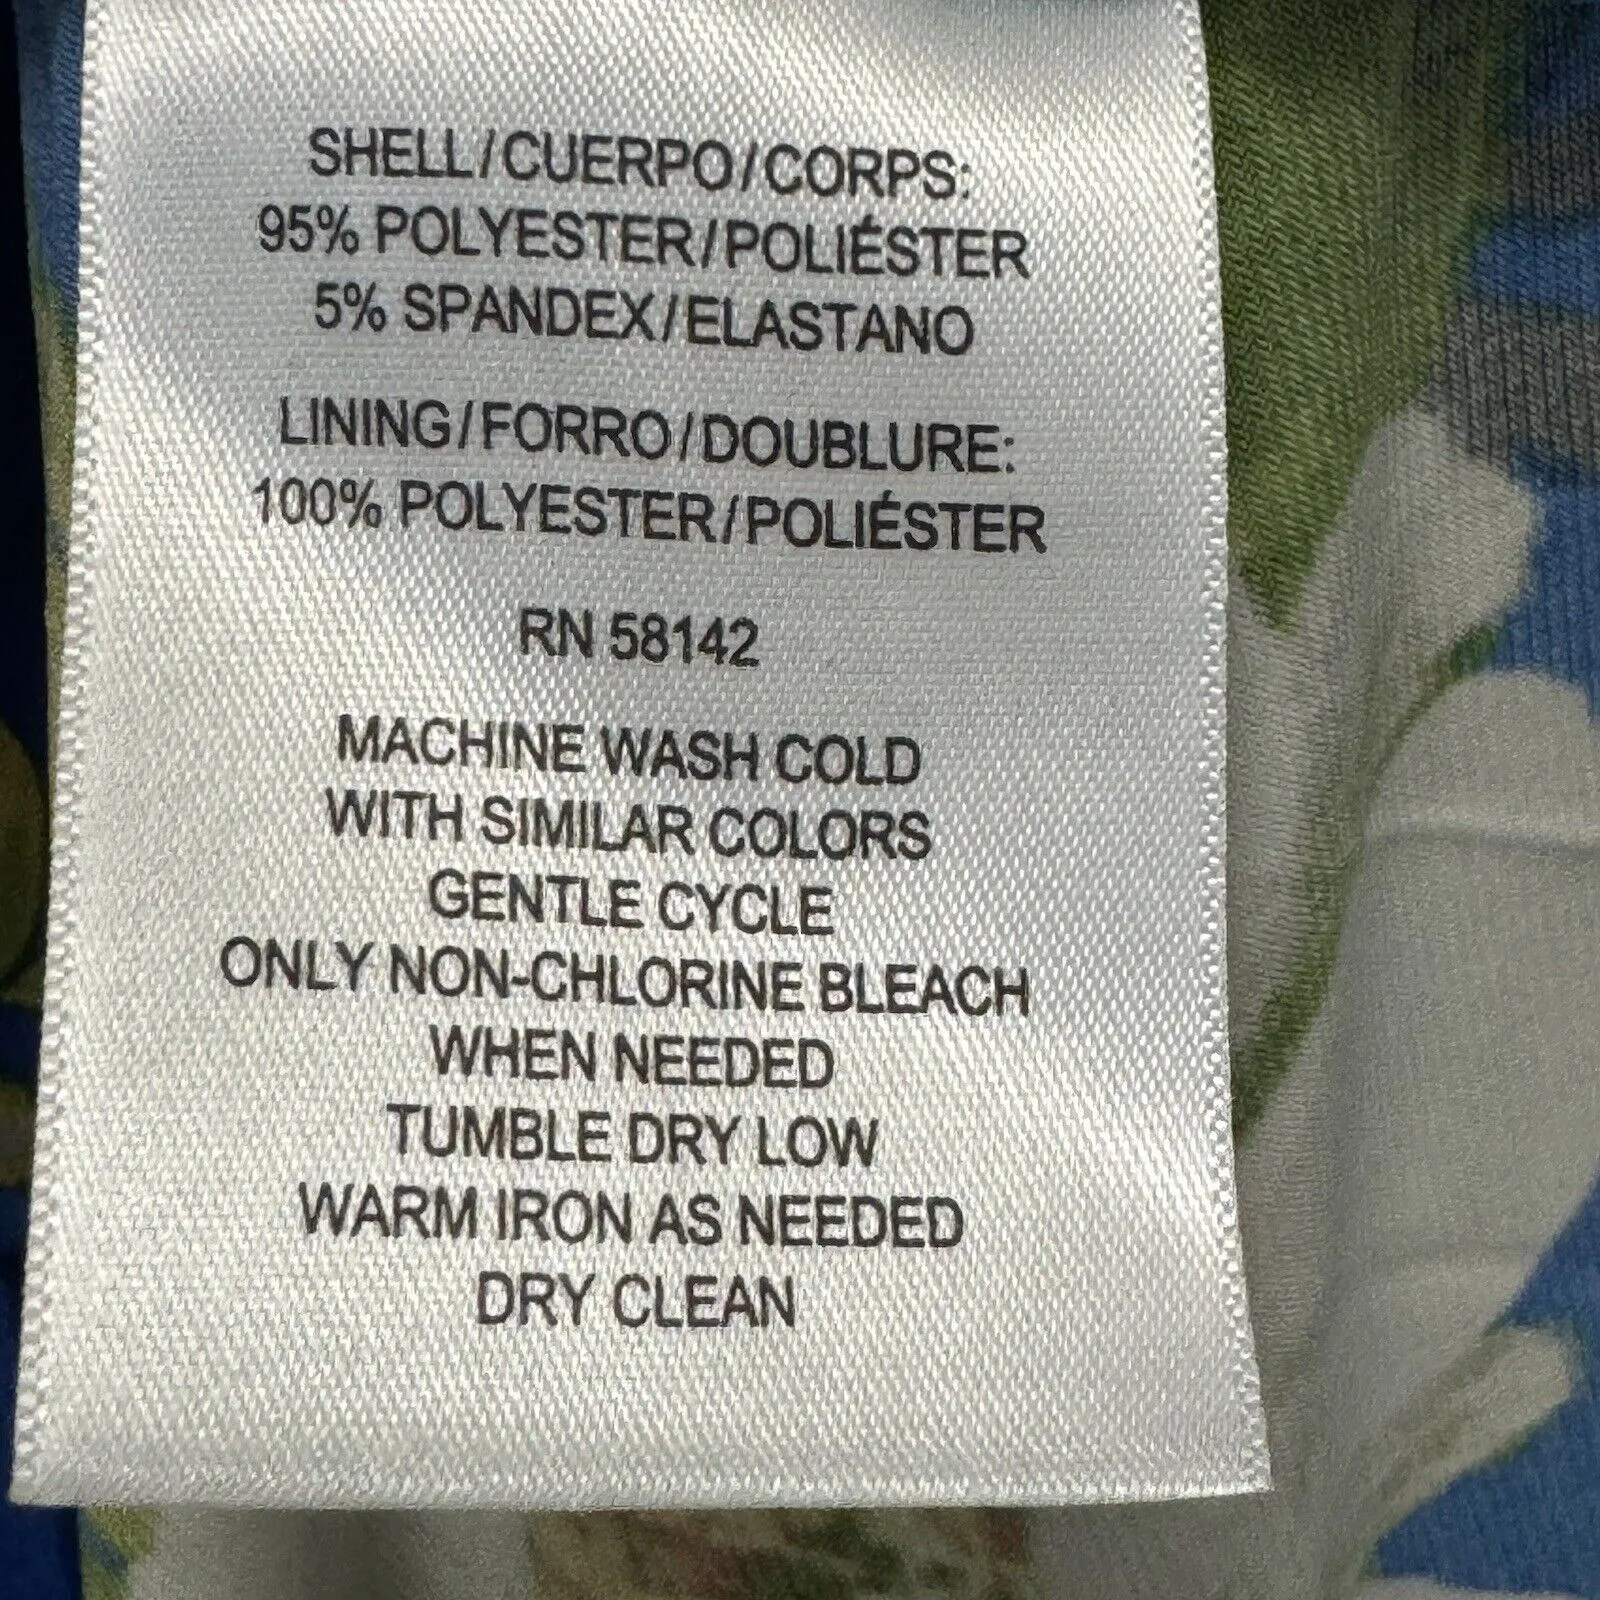 SHELL/CUERPO/CORPS:
95% POLYESTER/POLIÉSTER
5% SPANDEX/ELASTANO
LINING/FORRO/DOUBLURE:
100% POLYESTER/POLIÉSTER
RN 58142
MACHINE WASH COLD
WITH SIMILAR COLORS
GENTLE CYCLE
ONLY NON-CHLORINE BLEACH
WHEN NEEDED
TUMBLE DRY LOW
WARM IRON AS NEEDED
DRY CLEAN